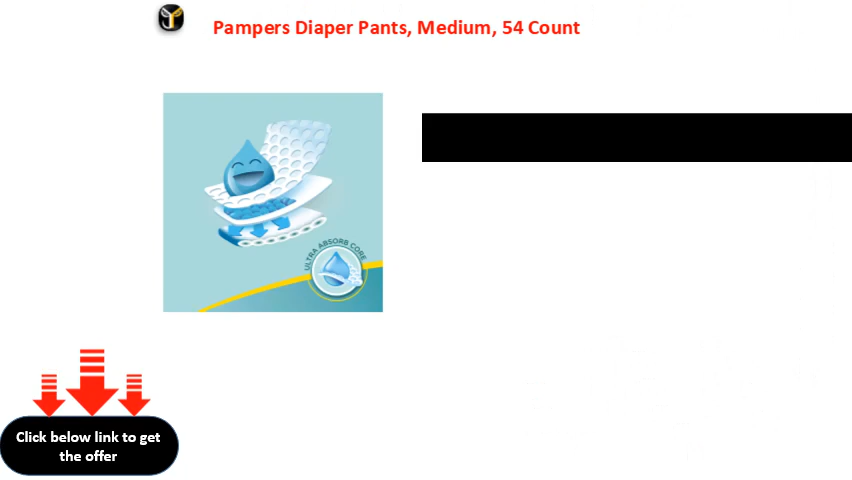 Pampers Diaper Pants, Medium, 54 Count
ULTRA ABSORB CORE
Click below link to get
the offer